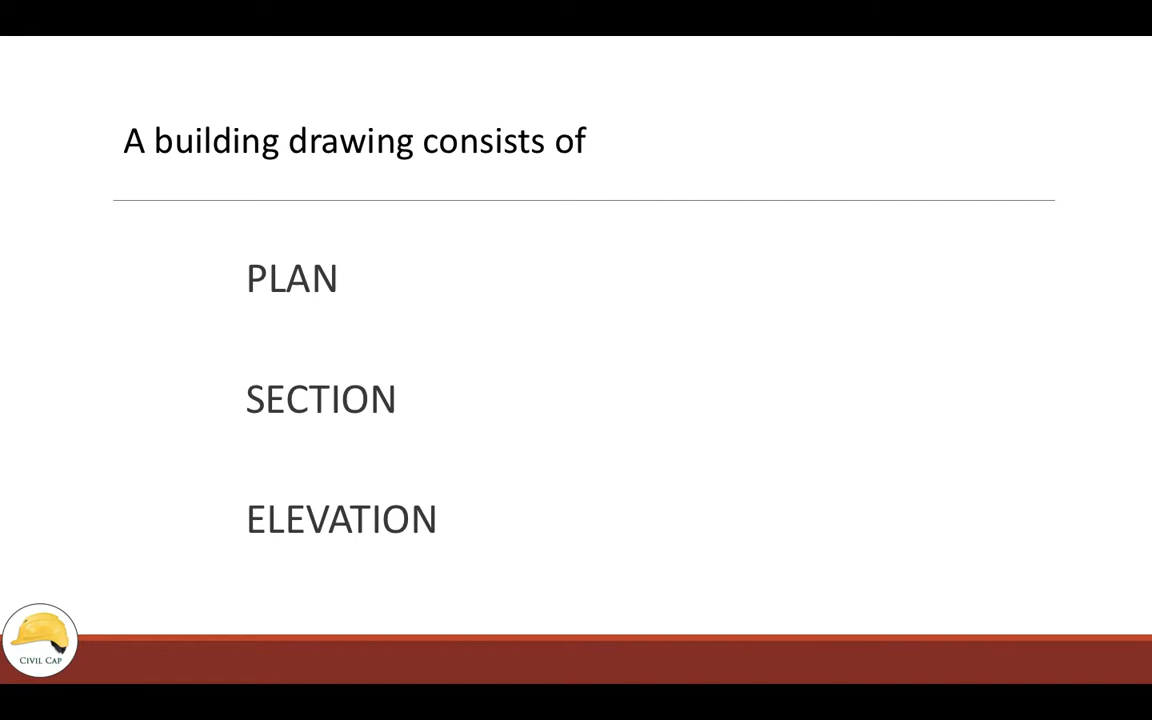 A building drawing consists of
PLAN
SECTION
ELEVATION
CIVIL CAP